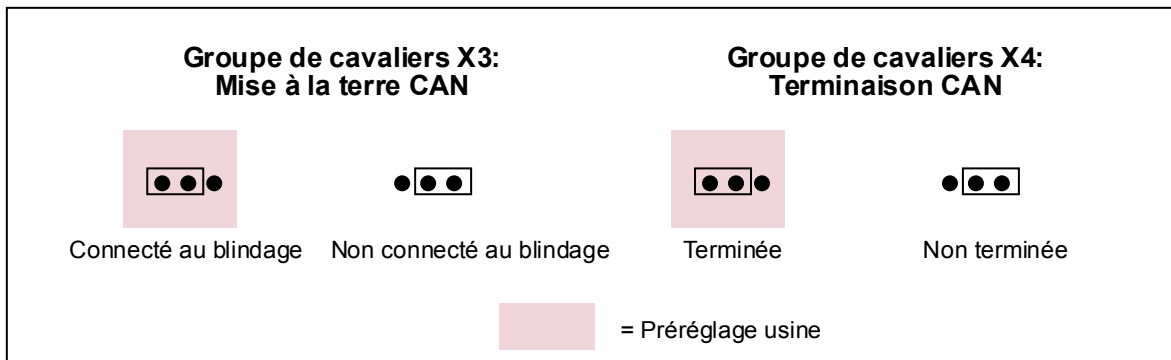 Groupe de cavaliers X3:
Mise à la terre CAN
Groupe de cavaliers X4:
Terminaison CAN
Connecté au blindage
Non connecté au blindage
Terminée
Non terminée
= Préréglage usine